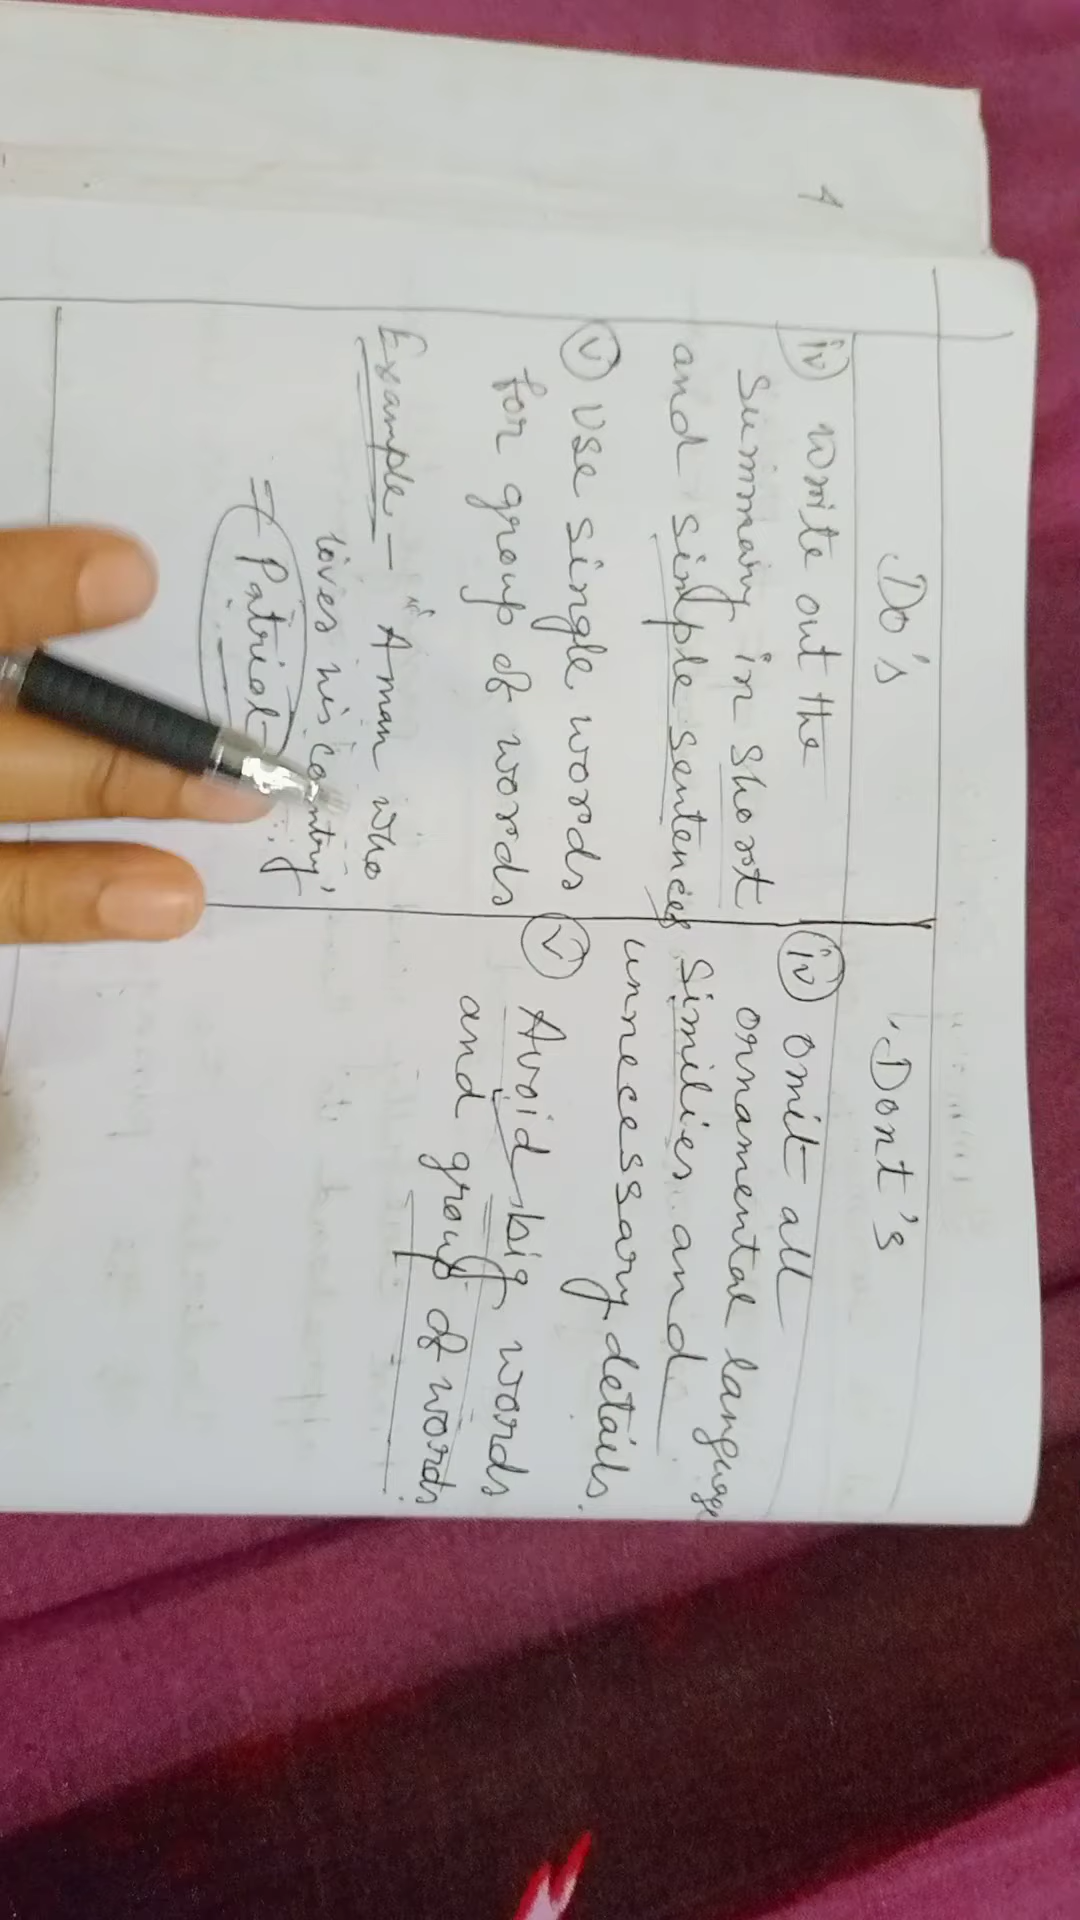 Do's
iv write out the
summary in short
and simple sentences
v Use single words
for group of words
Example - "A man who
loves his country'
= Patriot
Dont's
iv omit all
ornamental language
Similies and
unnecessary details.
v Avoid big words
and group of words.